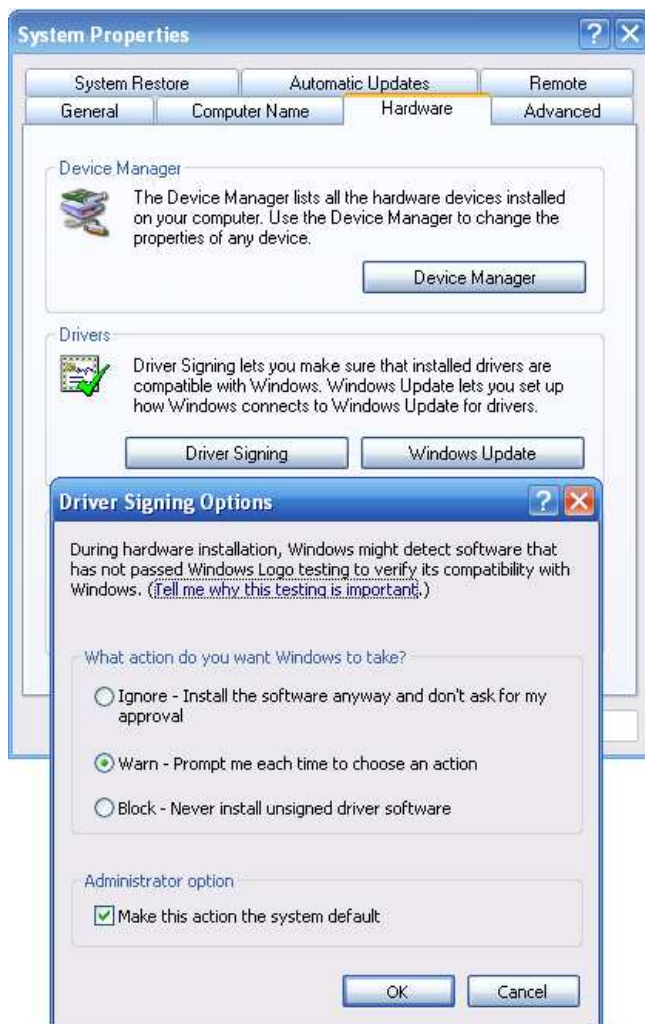 System Properties
System Restore
Automatic Updates
Remote
General
Computer Name
Hardware
Advanced
Device Manager
The Device Manager lists all the hardware devices installed
on your computer. Use the Device Manager to change the
properties of any device.
Device Manager
Drivers
Driver Signing lets you make sure that installed drivers are
compatible with Windows. Windows Update lets you set up
how Windows connects to Windows Update for drivers.
Driver Signing
Windows Update
Driver Signing Options
During hardware installation, Windows might detect software that
has not passed Windows Logo testing to verify its compatibility with
Windows. (Tell me why this testing is important.)
What action do you want Windows to take?
Ignore - Install the software anyway and don't ask for my
approval
Warn - Prompt me each time to choose an action
Block - Never install unsigned driver software
Administrator option
Make this action the system default
OK
Cancel